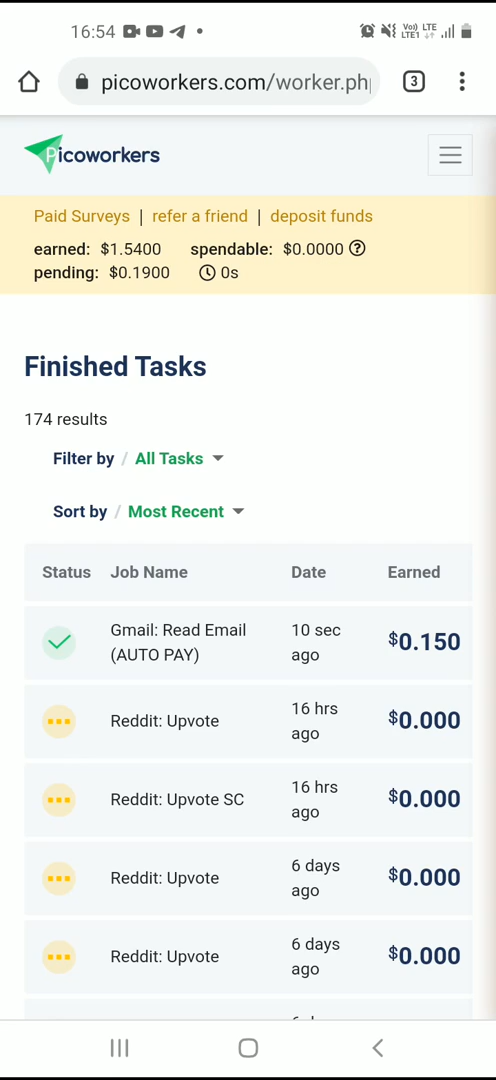 16:54
Vo) LTE
LTE1
picoworkers.com/worker.ph
3
Picoworkers
Paid Surveys | refer a friend | deposit funds
earned: $1.5400 spendable: $0.0000
pending: $0.1900 0s
Finished Tasks
174 results
Filter by / All Tasks
Sort by / Most Recent
Status Job Name Date Earned
Gmail: Read Email
(AUTO PAY)
10 sec
ago
$0.150
Reddit: Upvote
16 hrs
ago
$0.000
Reddit: Upvote SC
16 hrs
ago
$0.000
Reddit: Upvote
6 days
ago
$0.000
Reddit: Upvote
6 days
ago
$0.000